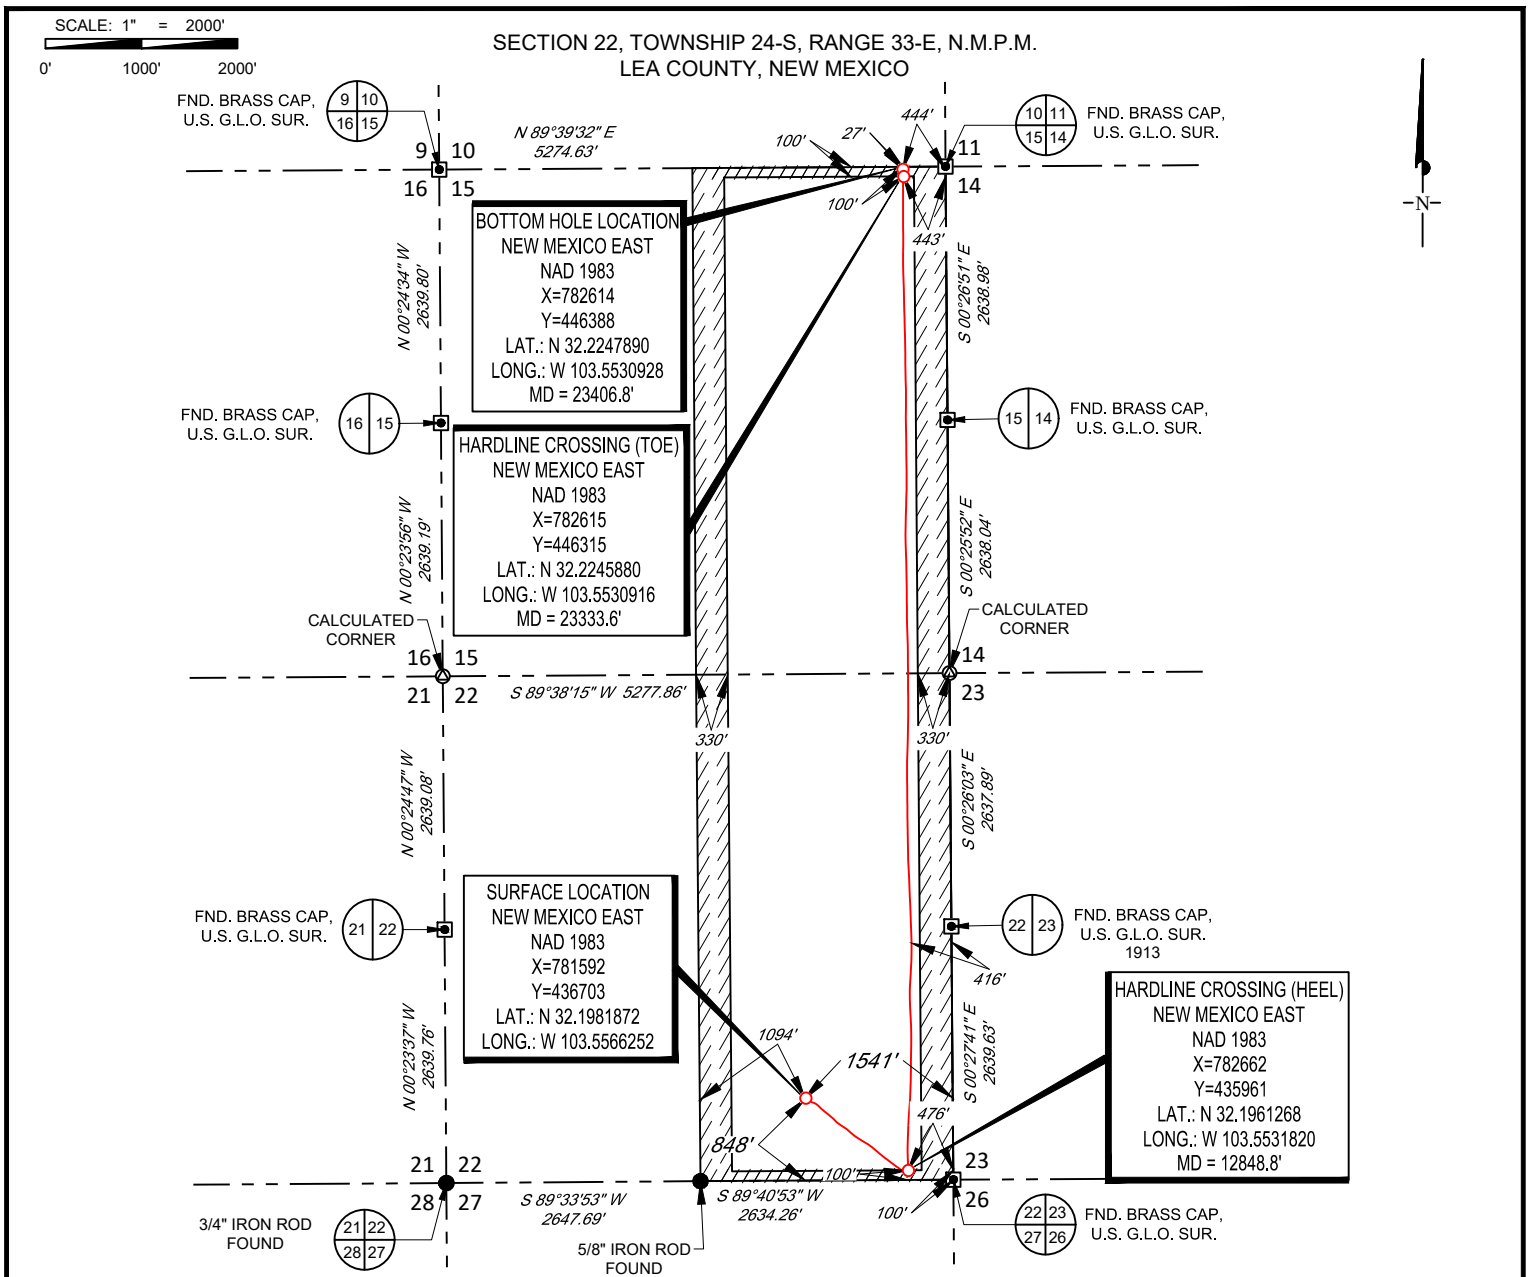 SCALE: 1" = 2000'
0' 1000' 2000'
SECTION 22, TOWNSHIP 24-S, RANGE 33-E, N.M.P.M.
LEA COUNTY, NEW MEXICO
FND. BRASS CAP,
U.S. G.L.O. SUR.
9 10
16 15
9 10
16 15
N 89°39'32" E
5274.63'
100'
27'
444'
10 11
15 14
FND. BRASS CAP,
U.S. G.L.O. SUR.
11
14
N
100'
443'
BOTTOM HOLE LOCATION
NEW MEXICO EAST
NAD 1983
X=782614
Y=446388
LAT.: N 32.2247890
LONG.: W 103.5530928
MD = 23406.8'
N 00°24'34" W
2639.80'
S 00°26'51" E
2638.98'
FND. BRASS CAP,
U.S. G.L.O. SUR.
16 15
15 14
FND. BRASS CAP,
U.S. G.L.O. SUR.
HARDLINE CROSSING (TOE)
NEW MEXICO EAST
NAD 1983
X=782615
Y=446315
LAT.: N 32.2245880
LONG.: W 103.5530916
MD = 23333.6'
N 00°23'56" W
2639.19'
S 00°25'52" E
2638.04'
CALCULATED
CORNER
CALCULATED
CORNER
16 15
21 22
14
23
S 89°38'15" W 5277.86'
330'
330'
N 00°24'47" W
2639.08'
S 00°26'03" E
2637.89'
FND. BRASS CAP,
U.S. G.L.O. SUR.
21 22
22 23
FND. BRASS CAP,
U.S. G.L.O. SUR.
1913
416'
SURFACE LOCATION
NEW MEXICO EAST
NAD 1983
X=781592
Y=436703
LAT.: N 32.1981872
LONG.: W 103.5566252
HARDLINE CROSSING (HEEL)
NEW MEXICO EAST
NAD 1983
X=782662
Y=435961
LAT.: N 32.1961268
LONG.: W 103.5531820
MD = 12848.8'
N 00°23'37" W
2639.76'
S 00°27'41" E
2639.63'
1094'
1541'
476'
848'
100'
21 22
28 27
23
26
S 89°33'53" W
2647.69'
S 89°40'53" W
2634.26'
100'
3/4" IRON ROD
FOUND
21 22
28 27
5/8" IRON ROD
FOUND
22 23
27 26
FND. BRASS CAP,
U.S. G.L.O. SUR.